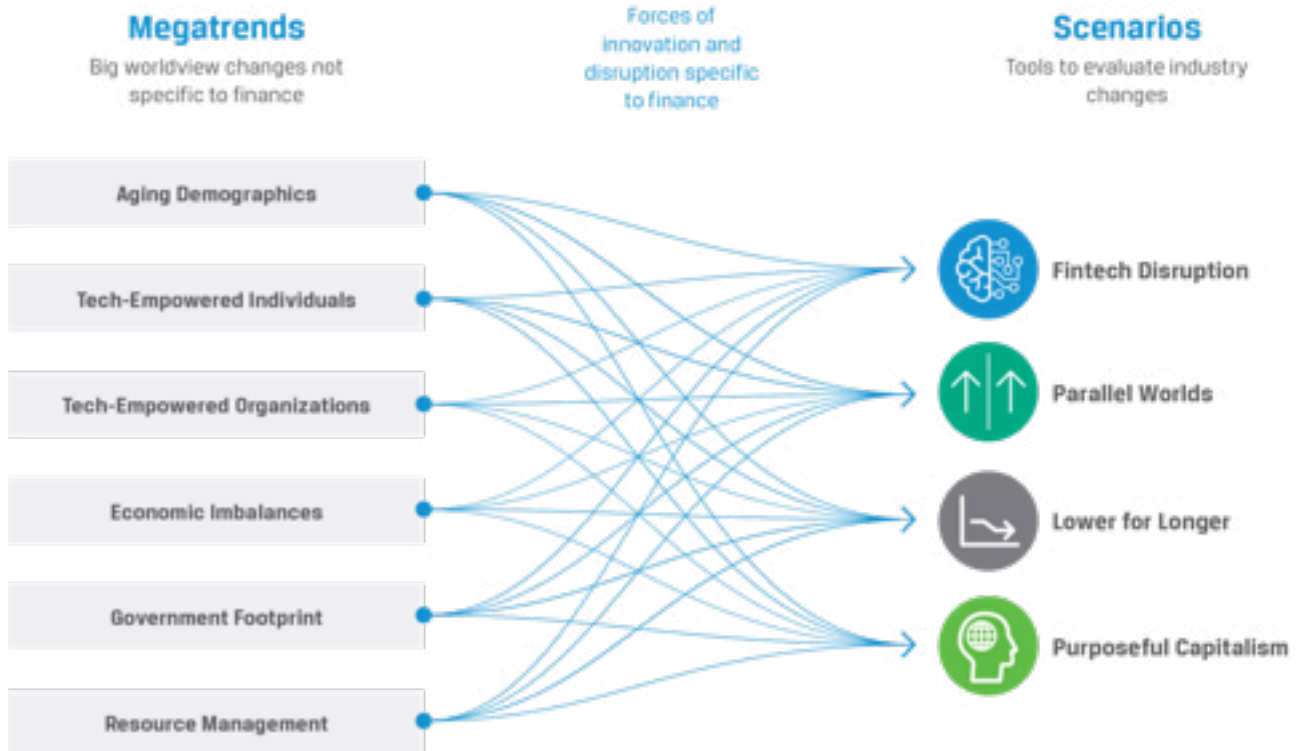 Megatrends
Big worldview changes not
specific to finance
Forces of
innovation and
disruption specific
to finance
Scenarios
Tools to evaluate industry
changes
Aging Demographics
Tech-Empowered Individuals
Tech-Empowered Organizations
Economic Imbalances
Government Footprint
Resource Management
Fintech Disruption
Parallel Worlds
Lower for Longer
Purposeful Capitalism